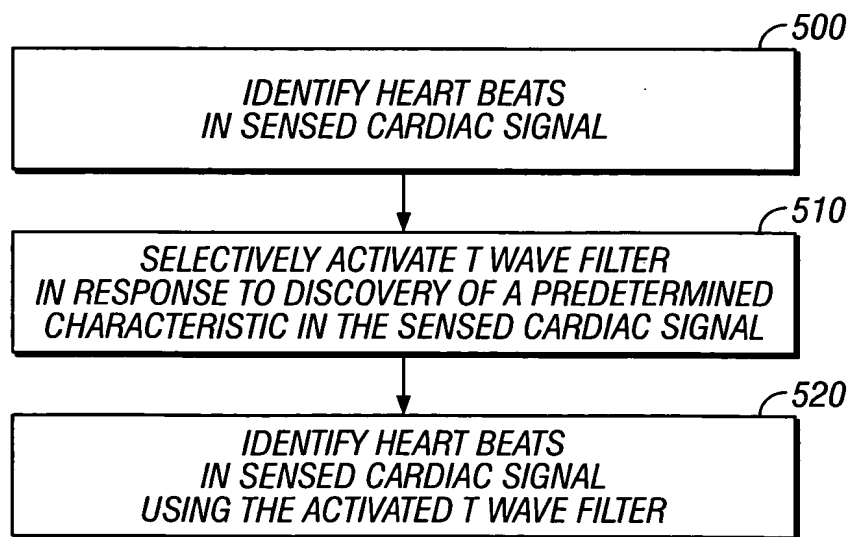 500
IDENTIFY HEART BEATS
IN SENSED CARDIAC SIGNAL
510
SELECTIVELY ACTIVATE T WAVE FILTER
IN RESPONSE TO DISCOVERY OF A PREDETERMINED
CHARACTERISTIC IN THE SENSED CARDIAC SIGNAL
520
IDENTIFY HEART BEATS
IN SENSED CARDIAC SIGNAL
USING THE ACTIVATED T WAVE FILTER